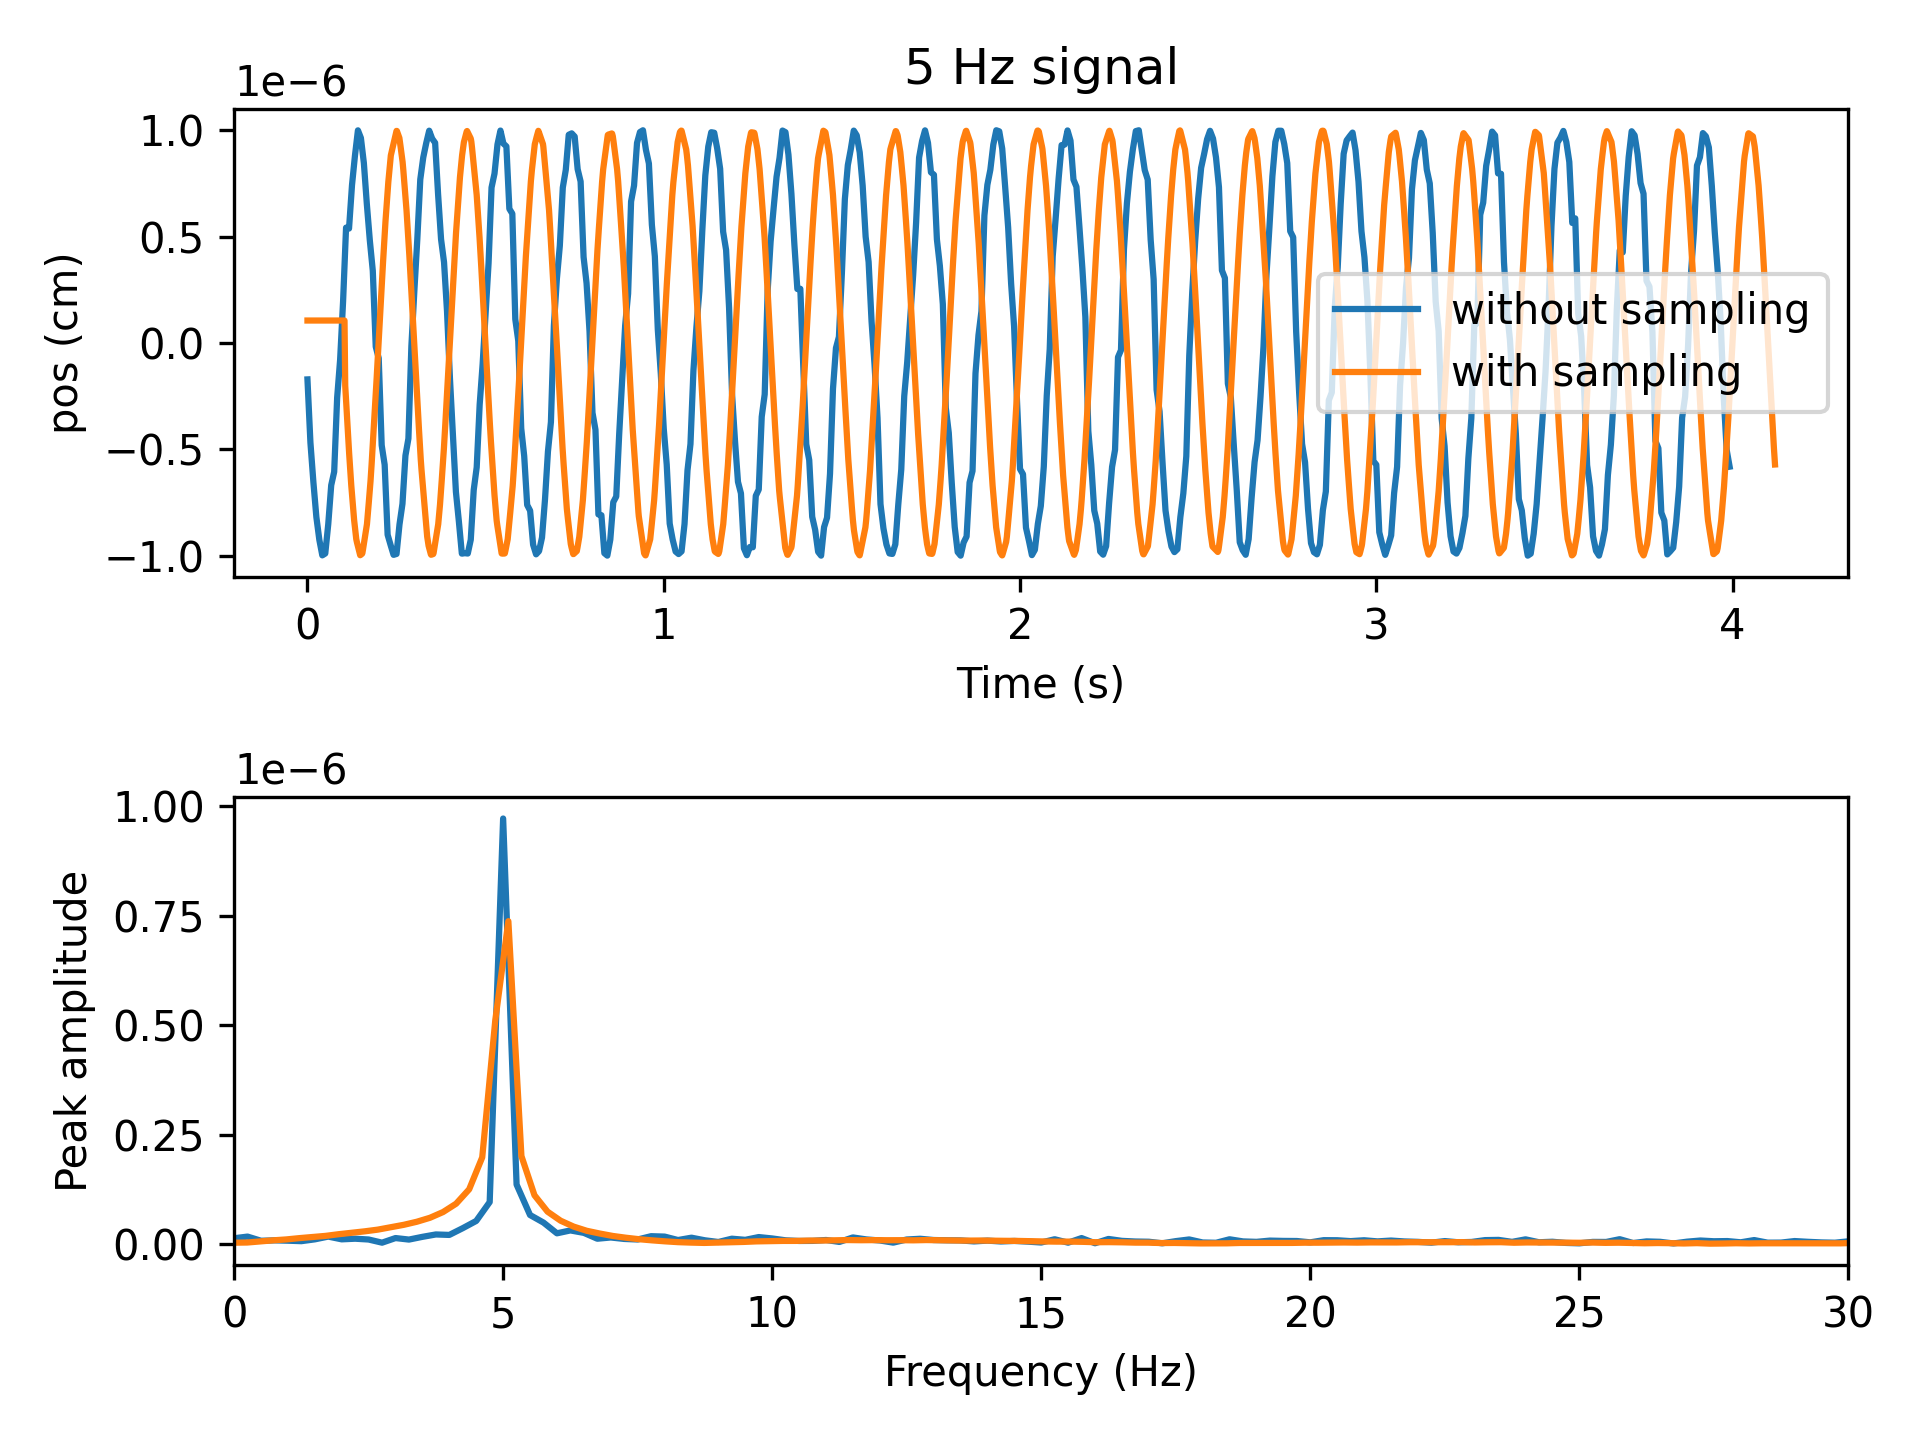 5 Hz signal
1e−6
1.0
0.5
0.0
−0.5
−1.0
pos (cm)
without sampling
with sampling
0 1 2 3 4
Time (s)
1e−6
1.00
0.75
0.50
0.25
0.00
Peak amplitude
0 5 10 15 20 25 30
Frequency (Hz)